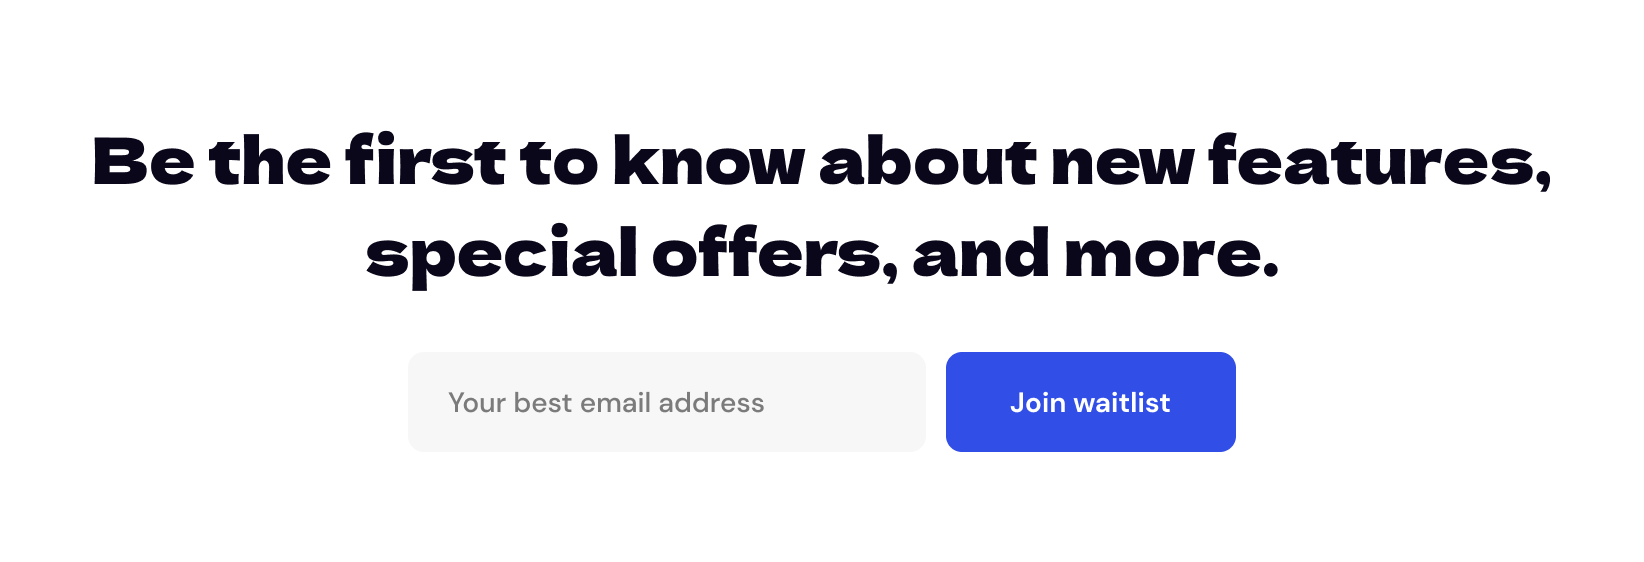 Be the first to know about new features,
special offers, and more.
Your best email address
Join waitlist